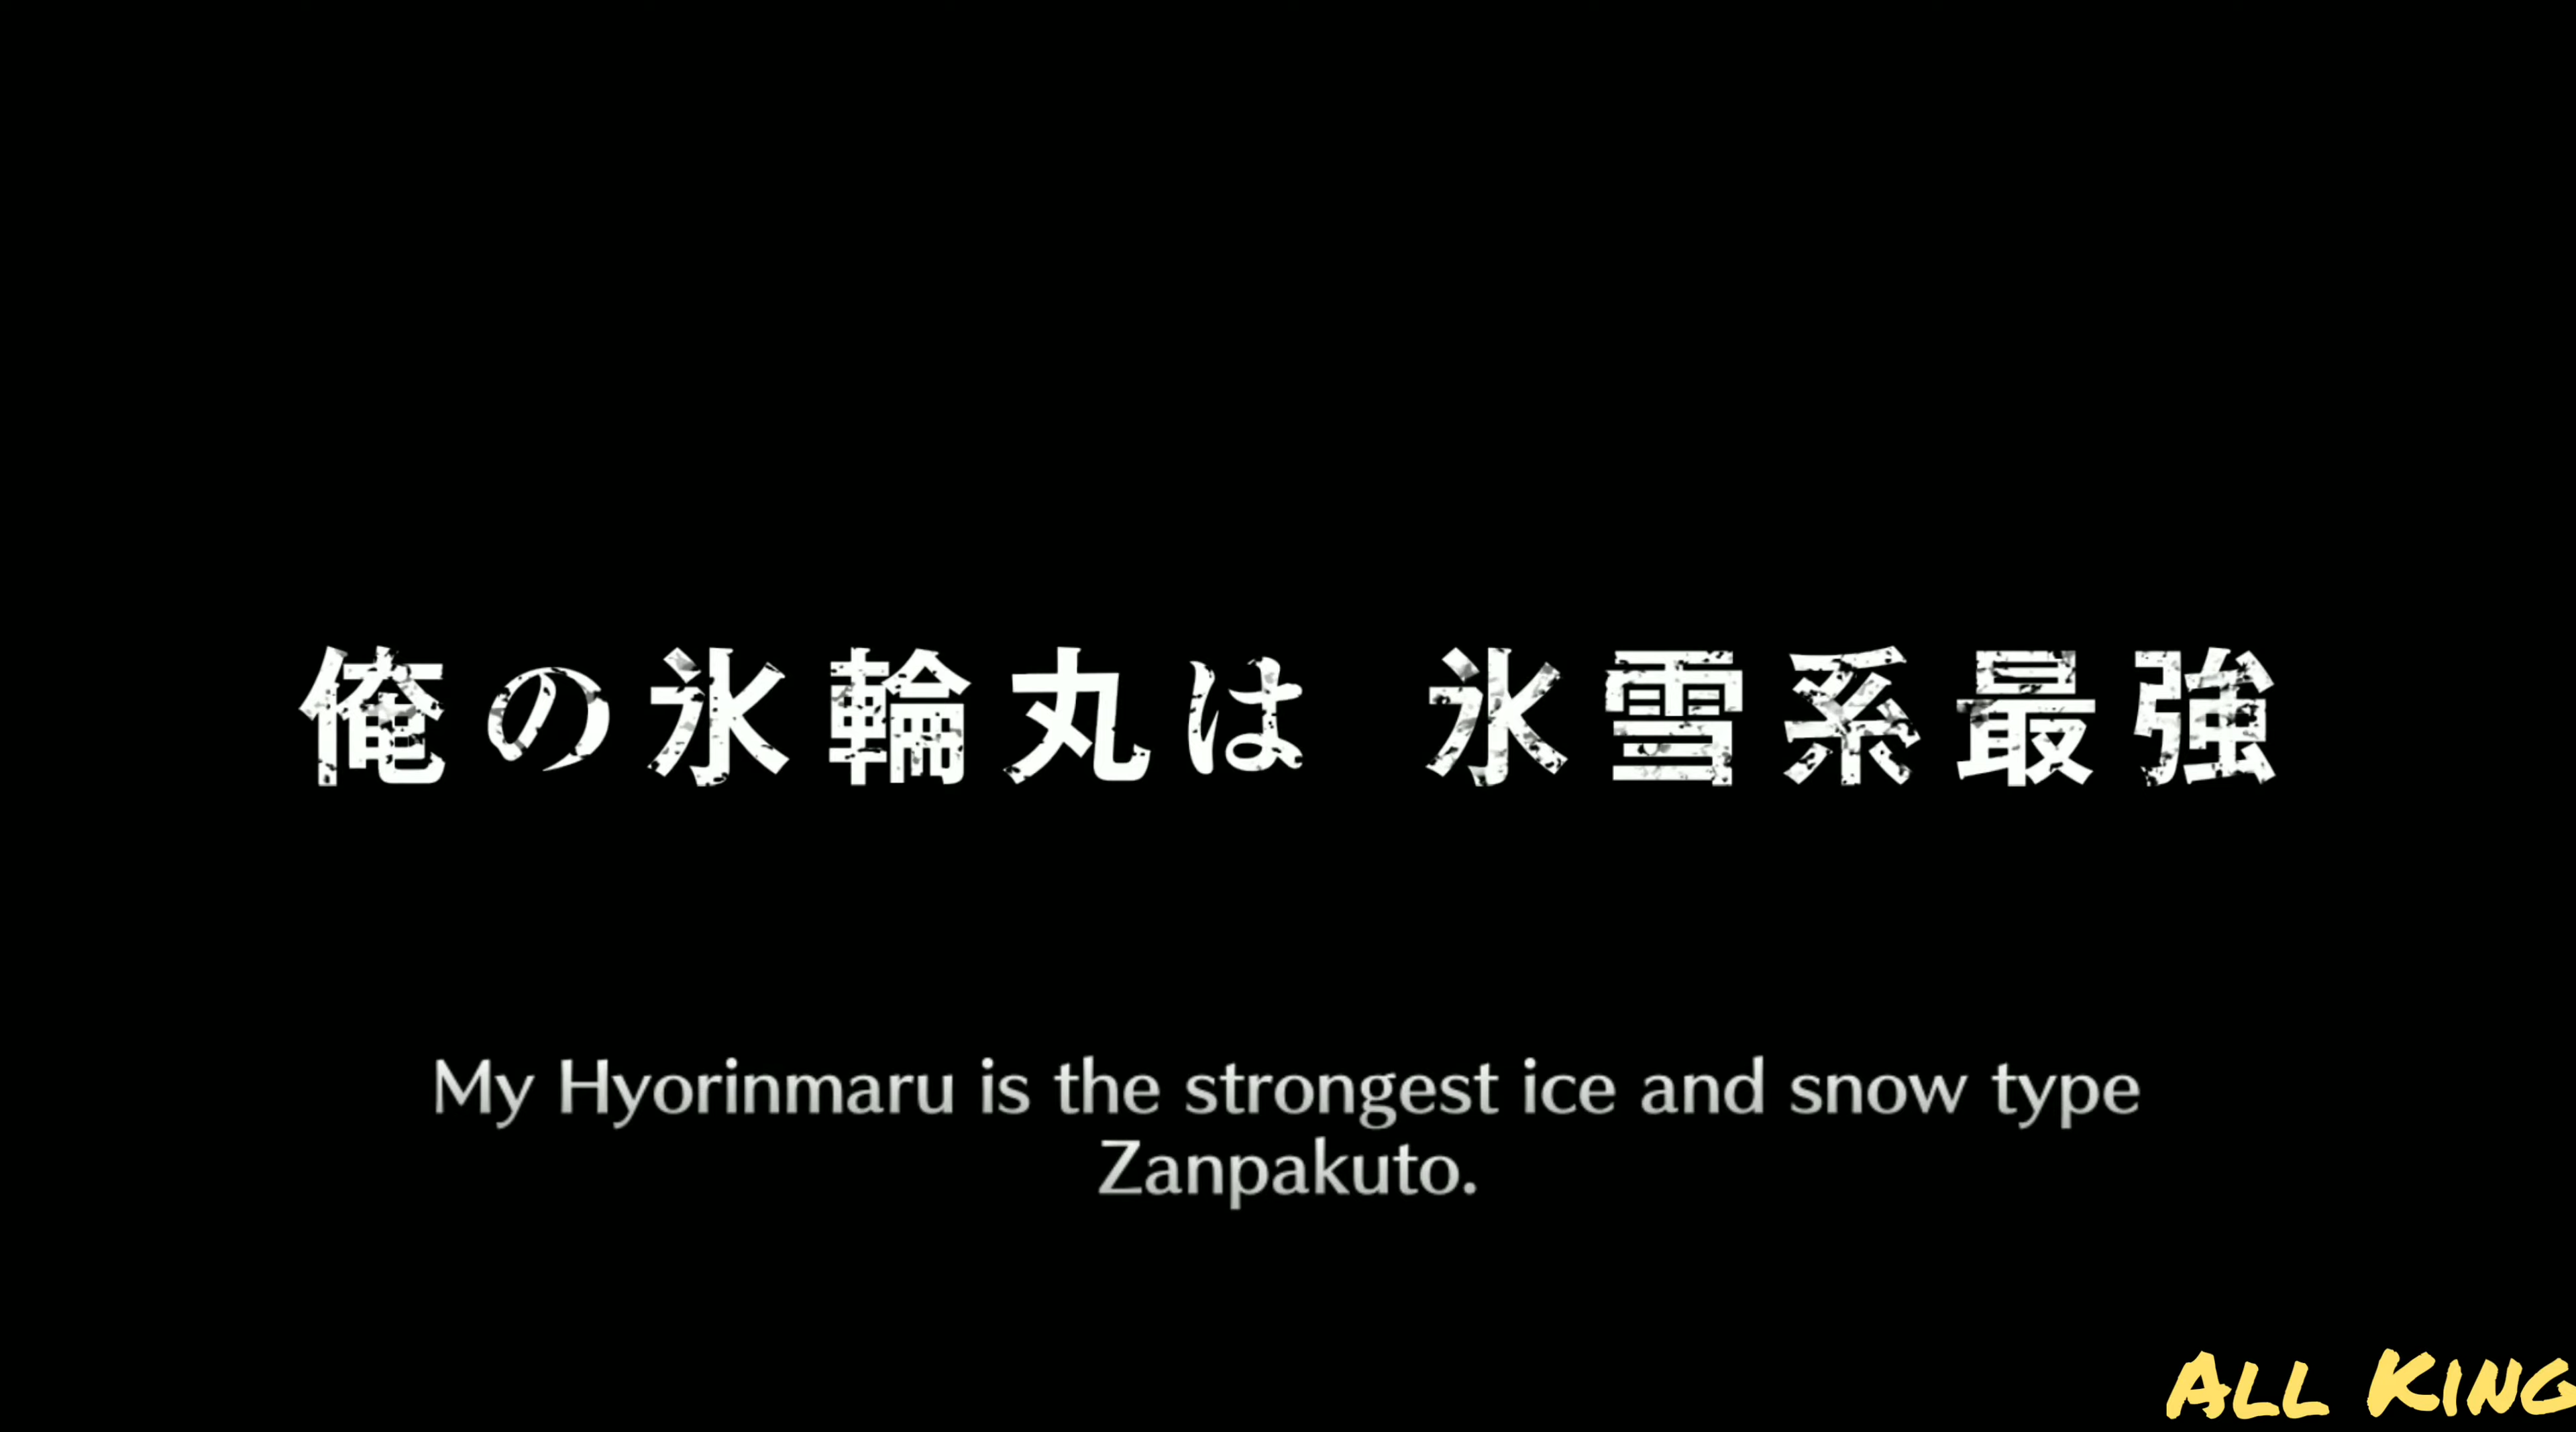 俺の氷輪丸は 氷雪系最強
My Hyorinmaru is the strongest ice and snow type
Zanpakuto.
ALL KING